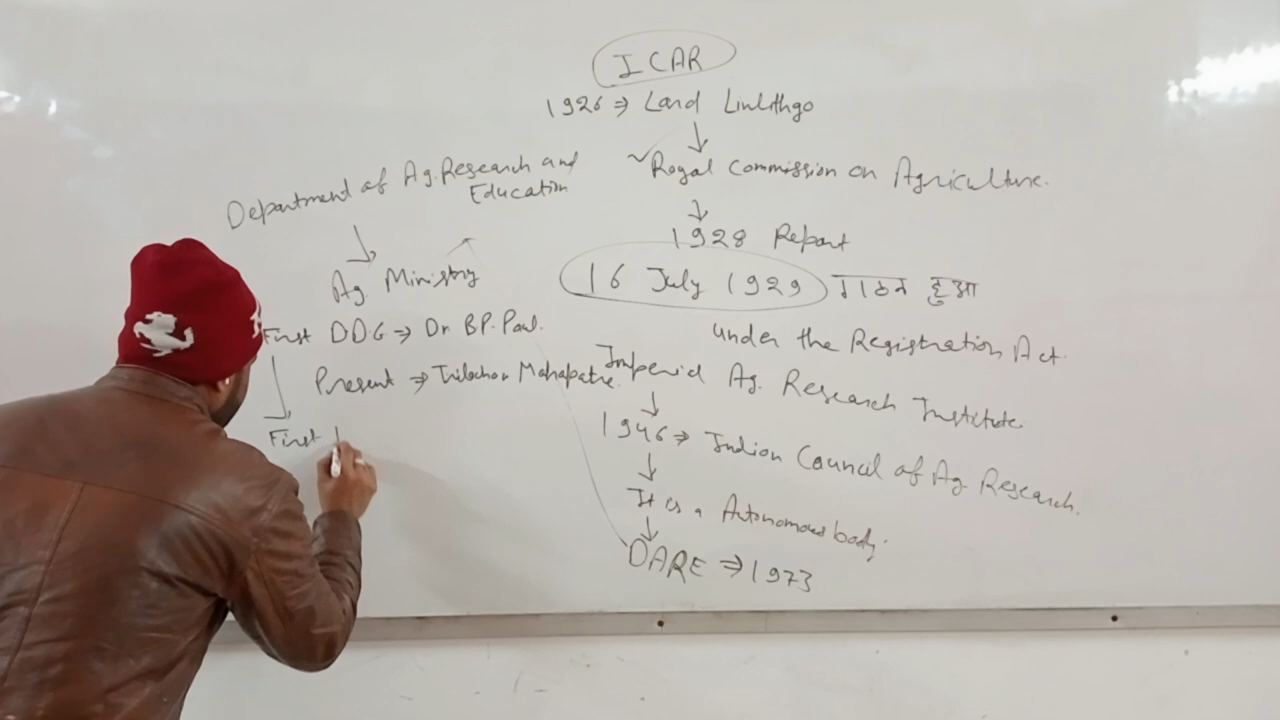 ICAR
1926 ⇒ Lord Linlithgo
Royal Commission on Agriculture.
1928 Report
16 July 1929 गठन हुआ
under the Registration Act.
Imperial Ag. Research Institute.
1946 ⇒ Indian Council of Ag Research.
It is a Autonomous body.
DARE ⇒ 1973
Department of Ag. Research and
Education
Ag. Ministry
First DDG ⇒ Dr. B.P. Paul.
Present ⇒ Trilochan Mahapatre.
First